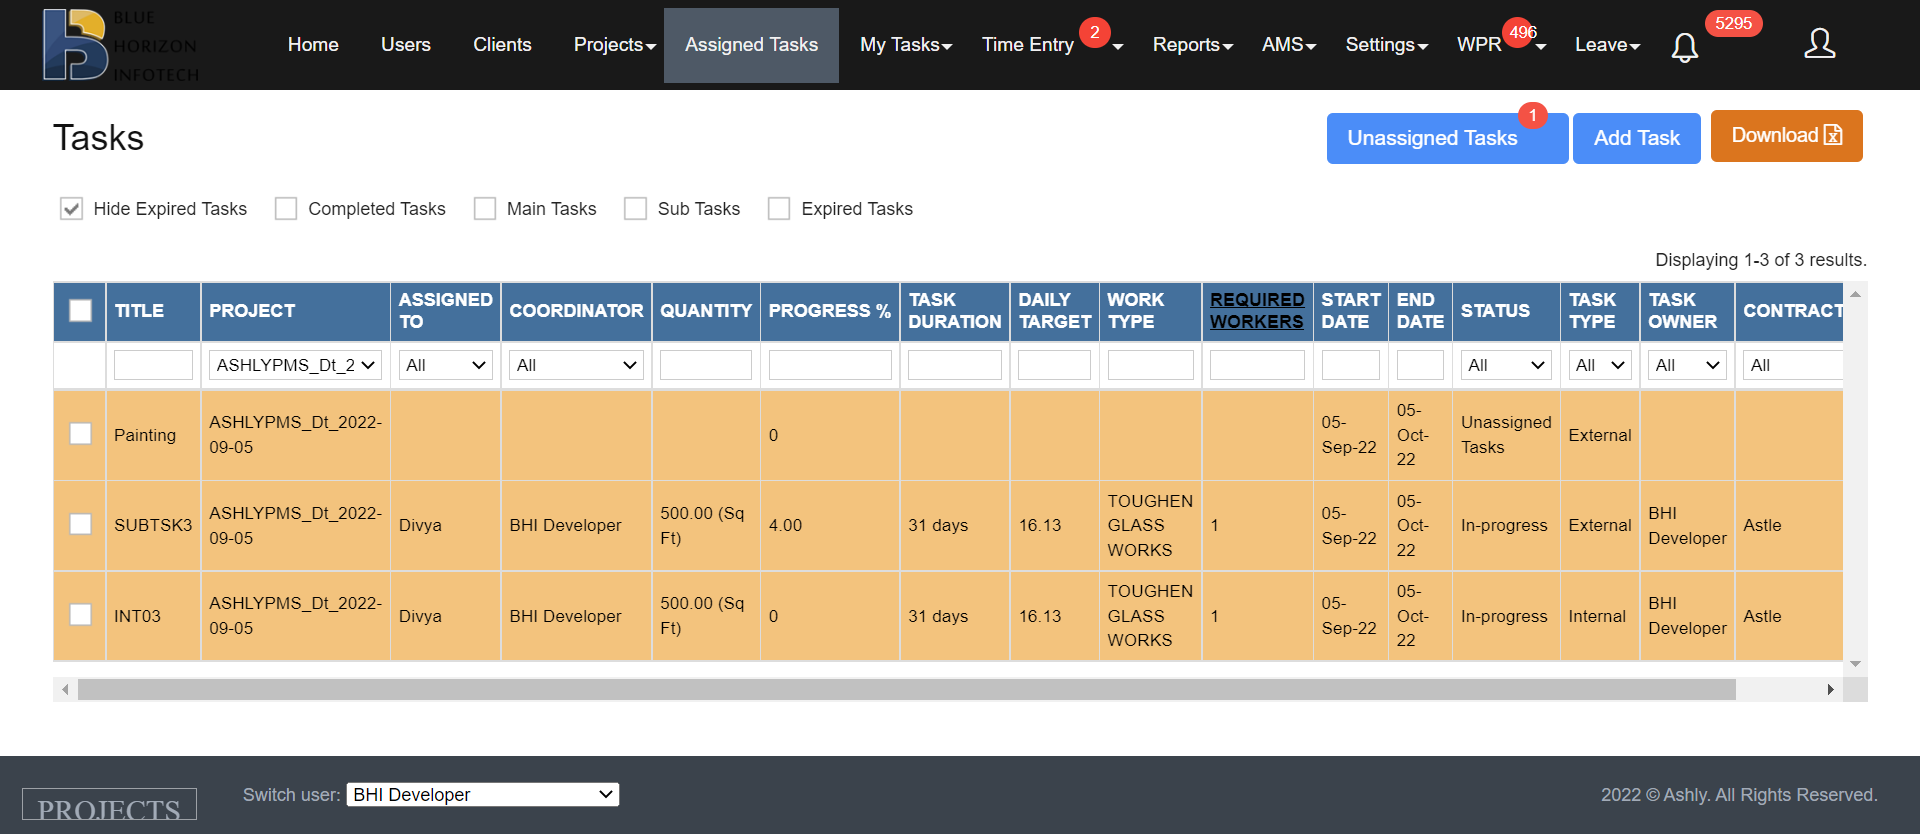 BLUE
HORIZON
INFOTECH
Home Users Clients Projects Assigned Tasks My Tasks Time Entry 2 Reports AMS Settings WPR 496 Leave 5295
Tasks
Unassigned Tasks 1 Add Task Download
Hide Expired Tasks Completed Tasks Main Tasks Sub Tasks Expired Tasks
Displaying 1-3 of 3 results.
TITLE PROJECT ASSIGNED TO COORDINATOR QUANTITY PROGRESS % TASK DURATION DAILY TARGET WORK TYPE REQUIRED WORKERS START DATE END DATE STATUS TASK TYPE TASK OWNER CONTRACT
ASHLYPMS_Dt_2 All All All All All All
Painting ASHLYPMS_Dt_2022-09-05 0 05-Sep-22 05-Oct-22 Unassigned Tasks External
SUBTSK3 ASHLYPMS_Dt_2022-09-05 Divya BHI Developer 500.00 (Sq Ft) 4.00 31 days 16.13 TOUGHEN GLASS WORKS 1 05-Sep-22 05-Oct-22 In-progress External BHI Developer Astle
INT03 ASHLYPMS_Dt_2022-09-05 Divya BHI Developer 500.00 (Sq Ft) 0 31 days 16.13 TOUGHEN GLASS WORKS 1 05-Sep-22 05-Oct-22 In-progress Internal BHI Developer Astle
PROJECTS Switch user: BHI Developer 2022 © Ashly. All Rights Reserved.